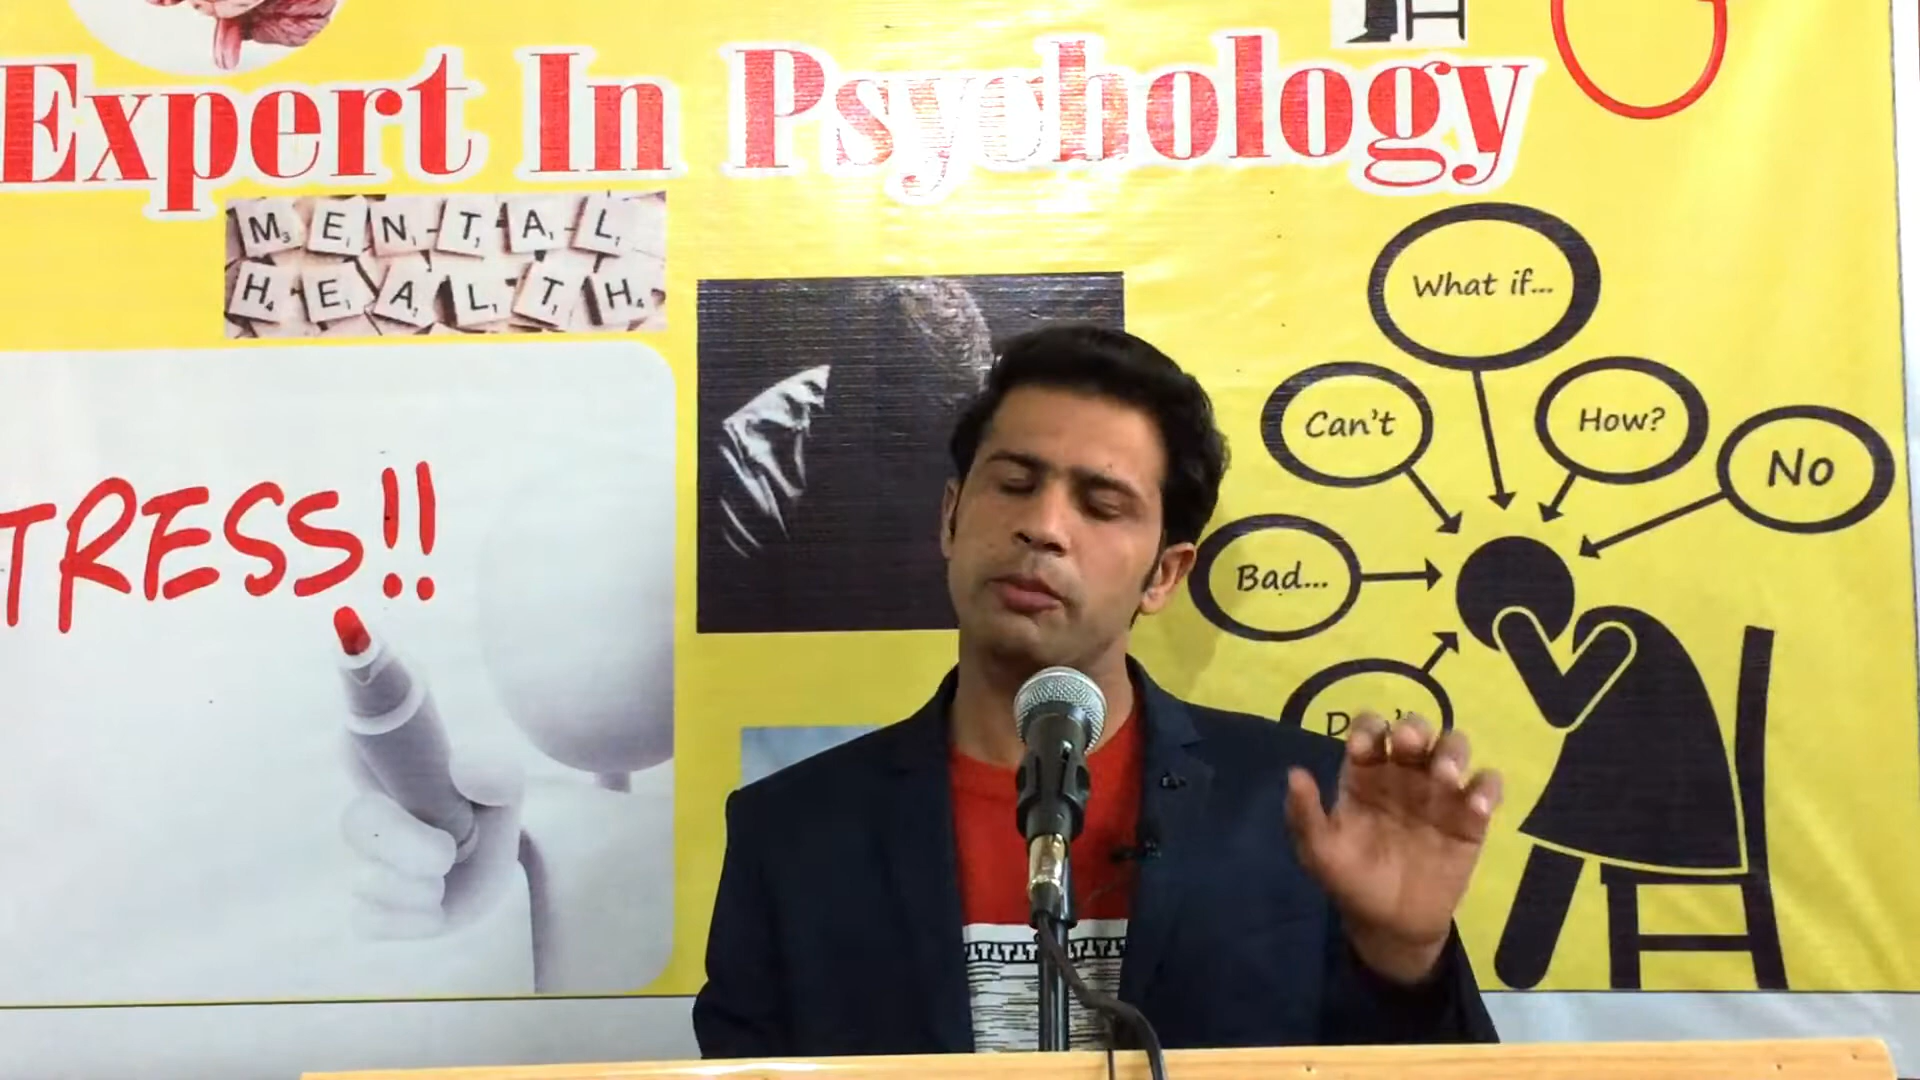 Expert In Psychology
MENTAL
HEALTH
TRESS!!
What if...
Can't
How?
No
Bad...